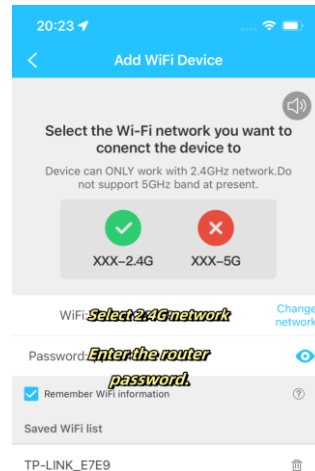 20:23
Add WiFi Device
Select the Wi-Fi network you want to
conenct the device to
Device can ONLY work with 2.4GHz network.Do
not support 5GHz band at present.
XXX-2.4G XXX-5G
WiFi: Select 2.4G network Change
network
Password: Enter the router
password.
Remember WiFi information
Saved WiFi list
TP-LINK_E7E9